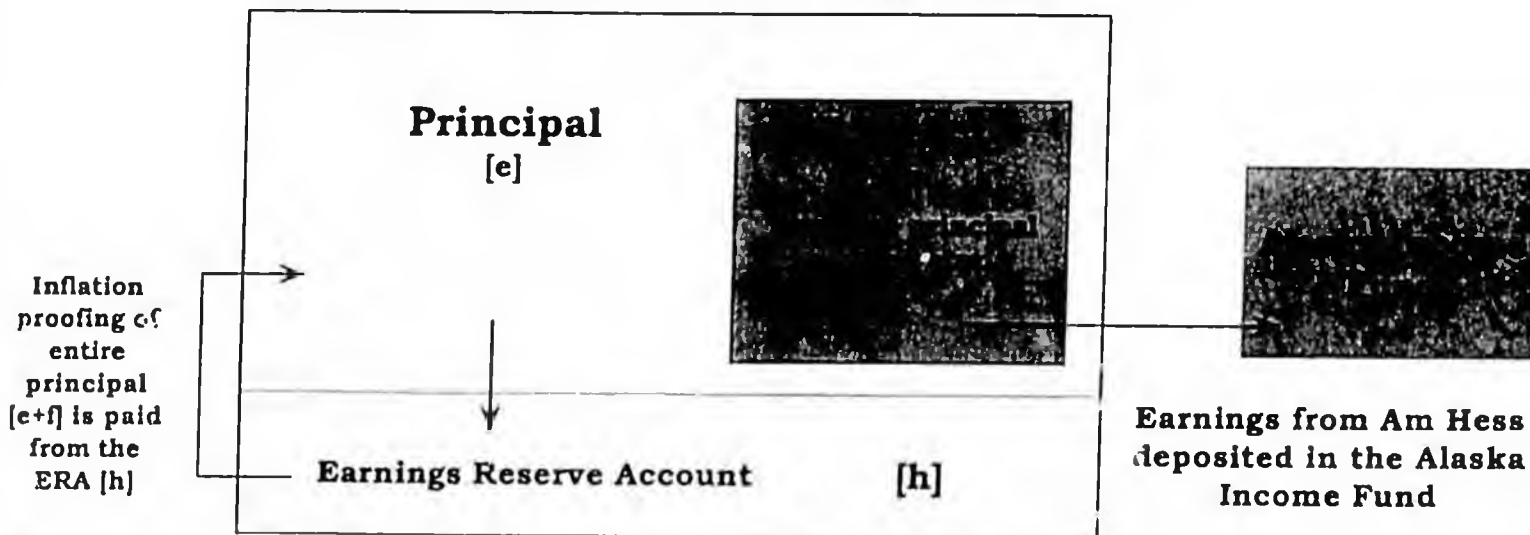 Principal
[e]
principal
Inflation
proofing of
entire
principal
[e+f] is paid
from the
ERA [h]
Earnings Reserve Account [h]
Earnings from Am Hess
deposited in the Alaska
Income Fund